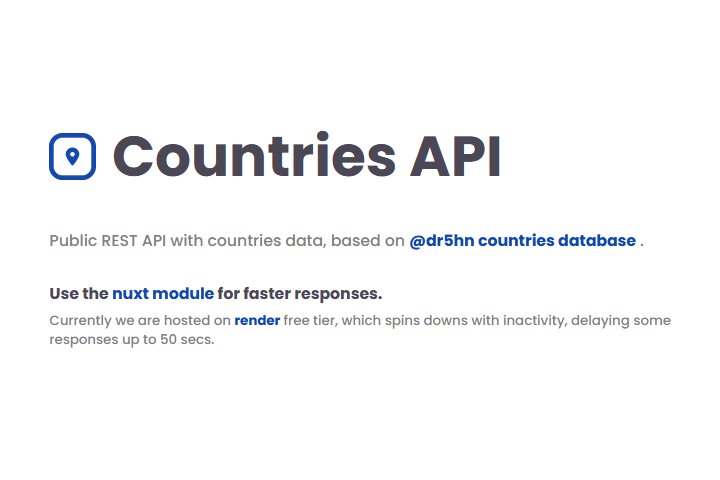 Countries API
Public REST API with countries data, based on @dr5hn countries database .
Use the nuxt module for faster responses.
Currently we are hosted on render free tier, which spins downs with inactivity, delaying some
responses up to 50 secs.